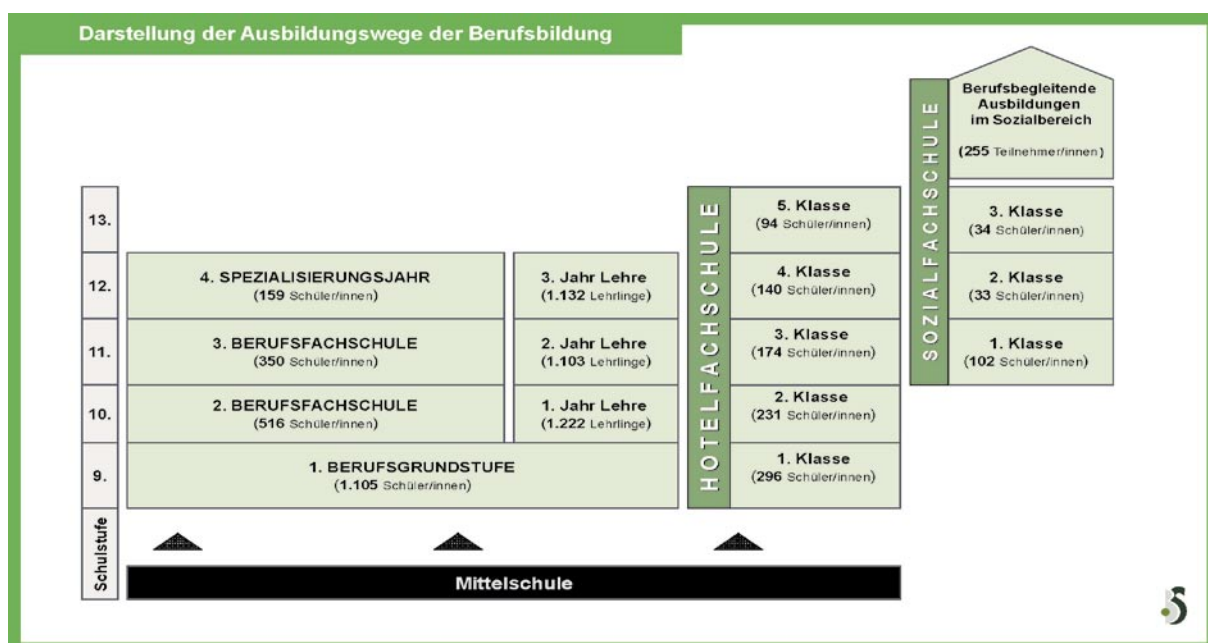 Darstellung der Ausbildungswege der Berufsbildung
13.
12.
11.
10.
9.
Schulstufe
4. SPEZIALISIERUNGSJAHR
(159 Schüler/innen)
3. BERUFSFACHSCHULE
(350 Schüler/innen)
2. BERUFSFACHSCHULE
(516 Schüler/innen)
3. Jahr Lehre
(1.132 Lehrlinge)
2. Jahr Lehre
(1.103 Lehrlinge)
1. Jahr Lehre
(1.222 Lehrlinge)
1. BERUFSGRUNDSTUFE
(1.105 Schüler/innen)
HOTELFACHSCHULE
5. Klasse
(94 Schüler/innen)
4. Klasse
(140 Schüler/innen)
3. Klasse
(174 Schüler/innen)
2. Klasse
(231 Schüler/innen)
1. Klasse
(296 Schüler/innen)
SOZIALFACHSCHULE
Berufsbegleitende
Ausbildungen
im Sozialbereich
(255 Teilnehmer/innen)
3. Klasse
(34 Schüler/innen)
2. Klasse
(33 Schüler/innen)
1. Klasse
(102 Schüler/innen)
Mittelschule